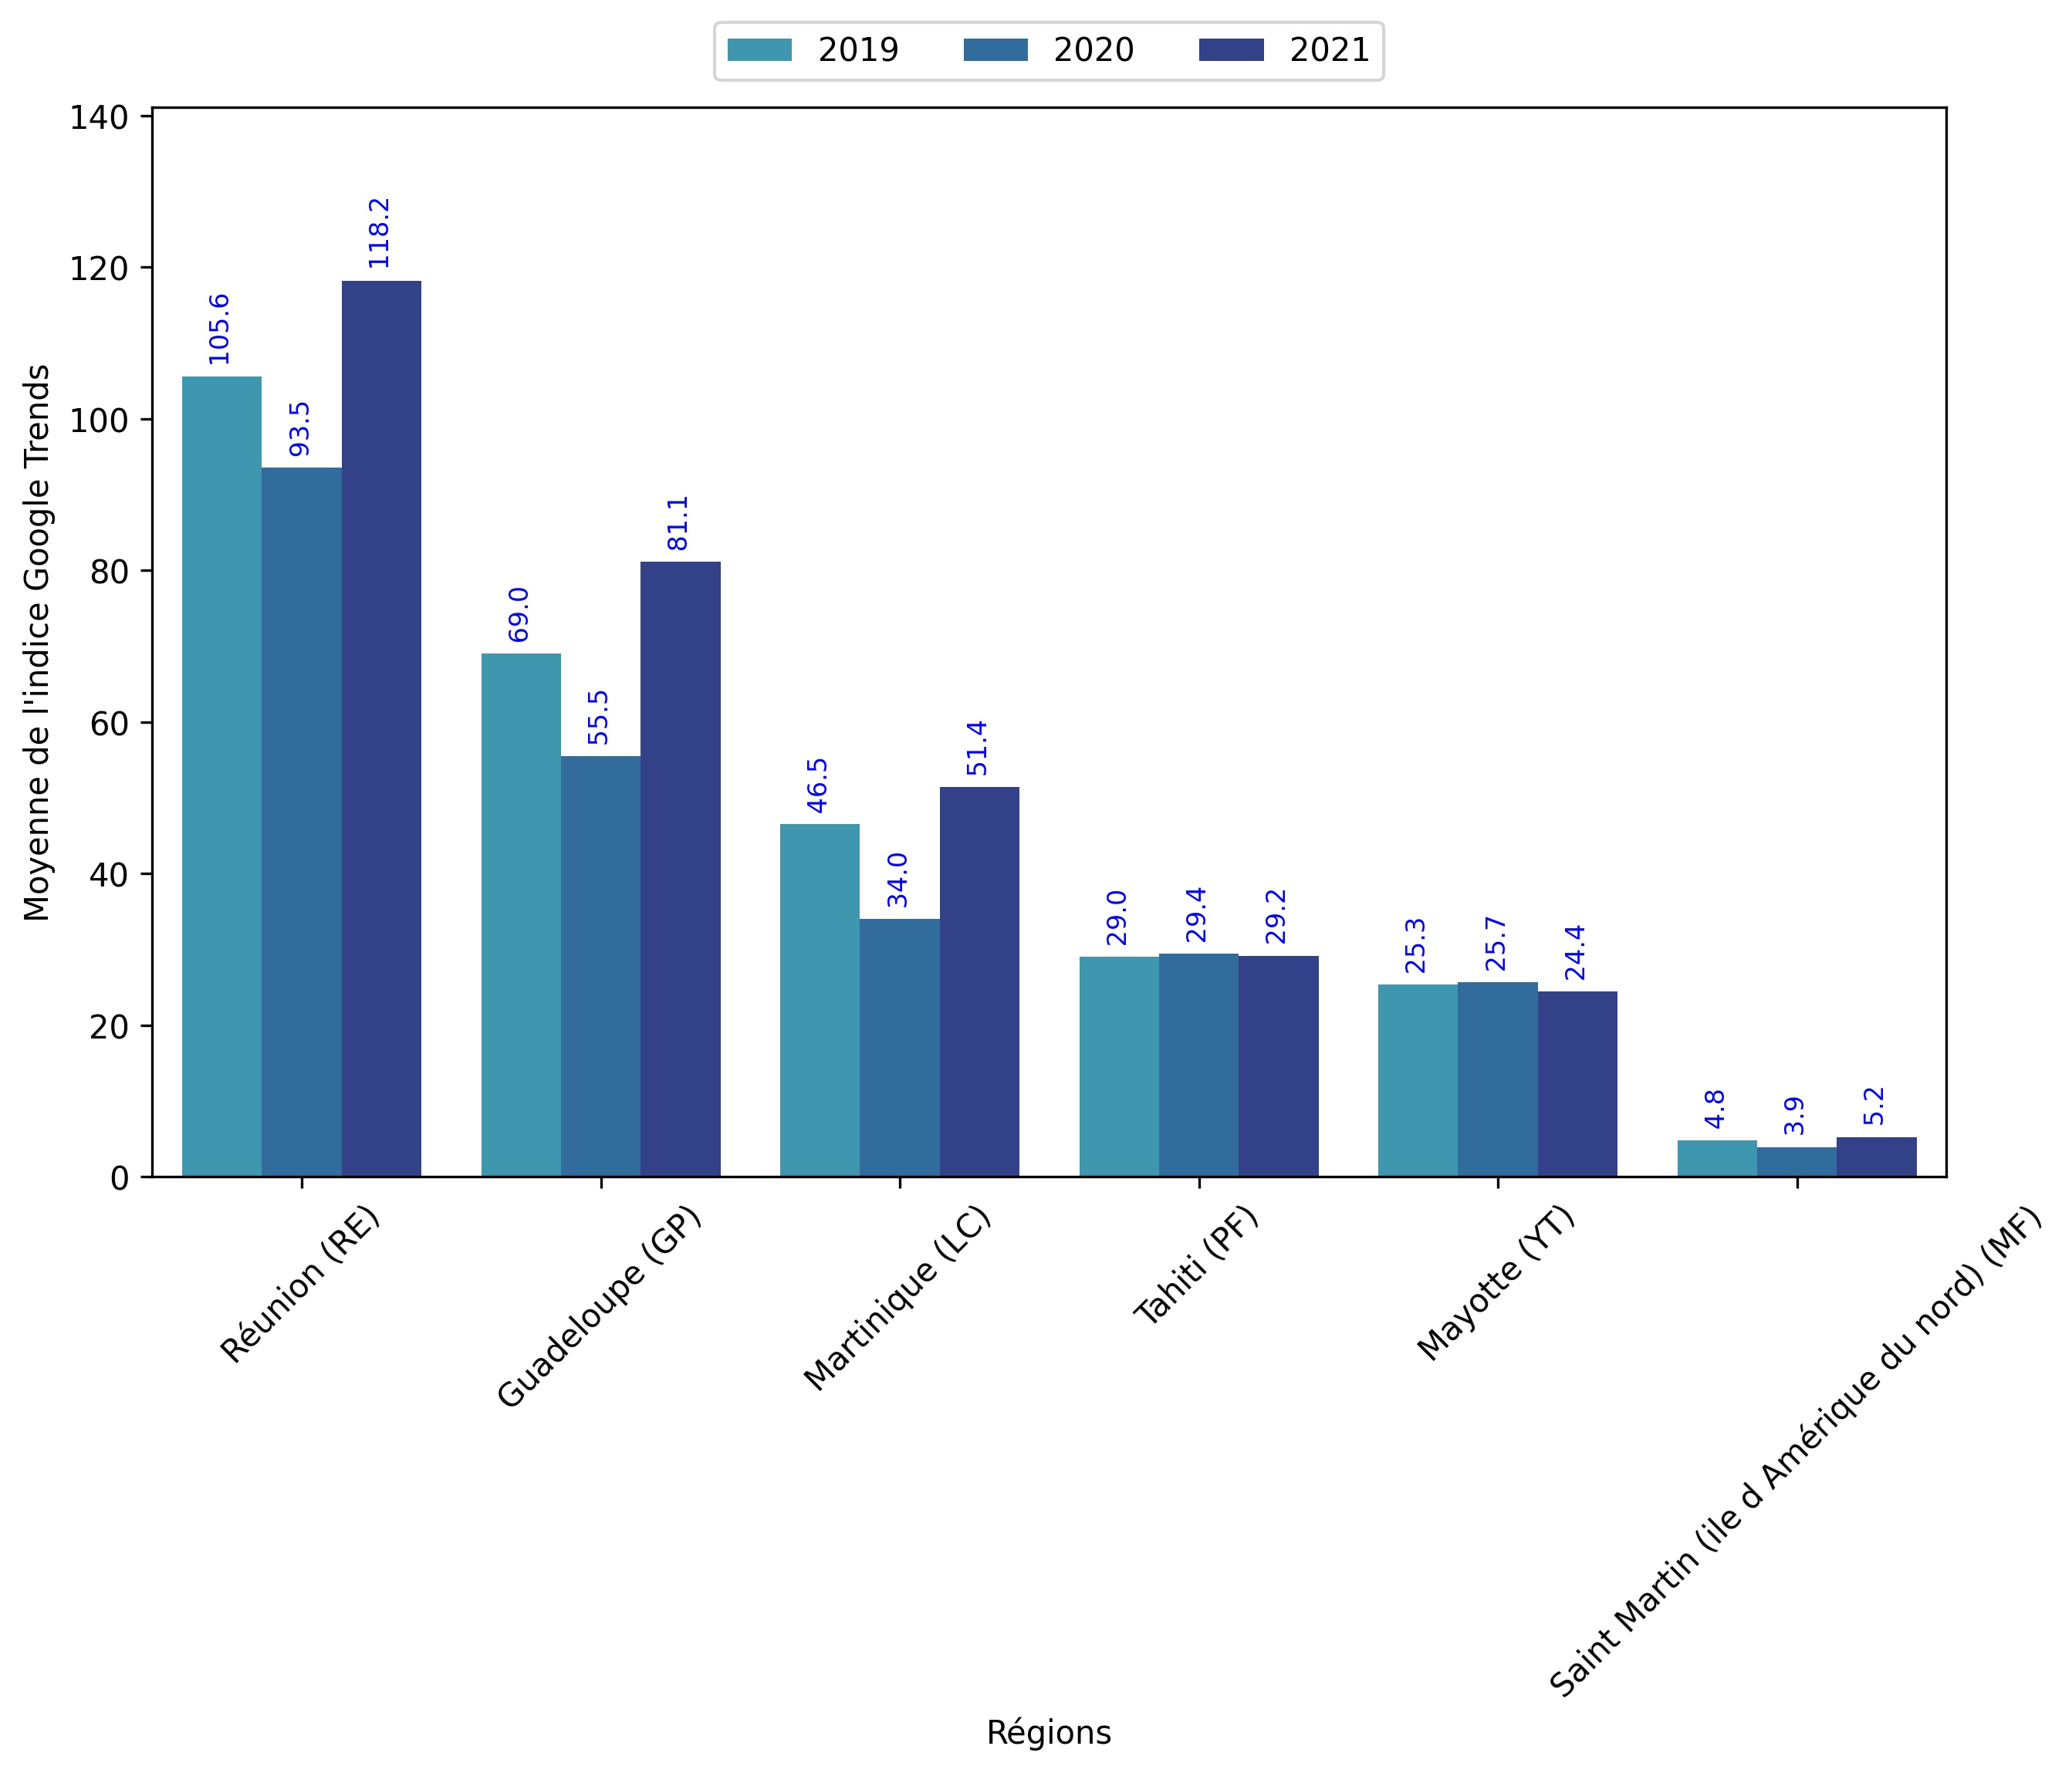 2019 2020 2021
Moyenne de l'indice Google Trends
140
120
100
80
60
40
20
0
105.6
93.5
118.2
69.0
55.5
81.1
46.5
34.0
51.4
29.0
29.4
29.2
25.3
25.7
24.4
4.8
3.9
5.2
Réunion (RE)
Guadeloupe (GP)
Martinique (LC)
Tahiti (PF)
Mayotte (YT)
Saint Martin (ile d Amérique du nord) (MF)
Régions